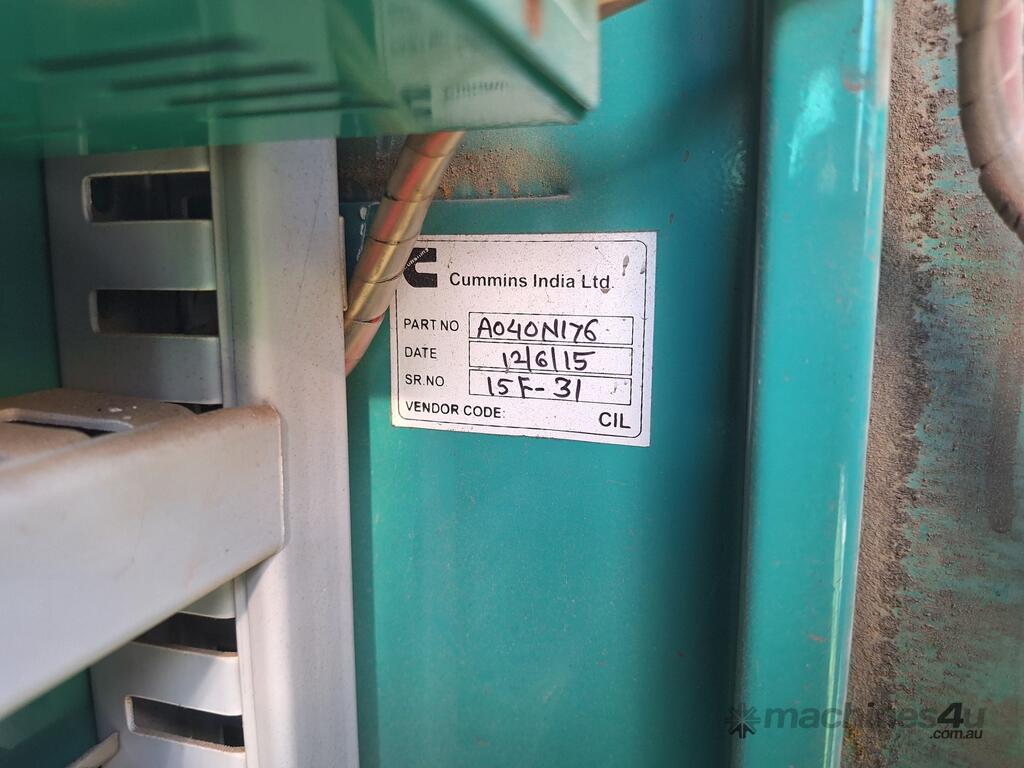 Cummins India Ltd.
PART NO A040N176
DATE 12/6/15
SR.NO 15F-31
VENDOR CODE: CIL
machines4u
.com.au